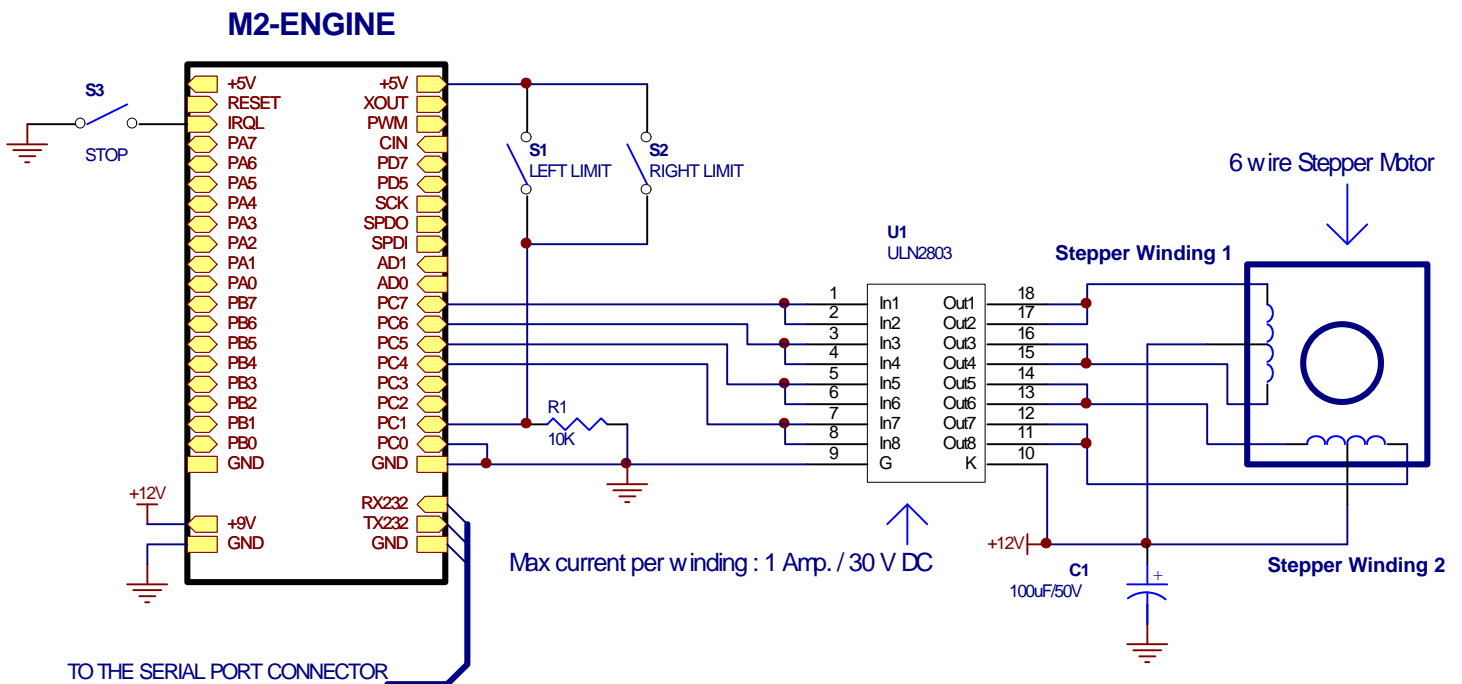 M2-ENGINE
S3
STOP
+5V
RESET
IRQL
PA7
PA6
PA5
PA4
PA3
PA2
PA1
PA0
PB7
PB6
PB5
PB4
PB3
PB2
PB1
PB0
GND
+12V
+9V
GND
+5V
XOUT
PWM
CIN
PD7
PD5
SCK
SPDO
SPDI
AD1
AD0
PC7
PC6
PC5
PC4
PC3
PC2
PC1
PC0
GND
RX232
TX232
GND
TO THE SERIAL PORT CONNECTOR
S1
LEFT LIMIT
S2
RIGHT LIMIT
R1
10K
U1
ULN2803
1 In1 Out1 18
2 In2 Out2 17
3 In3 Out3 16
4 In4 Out4 15
5 In5 Out5 14
6 In6 Out6 13
7 In7 Out7 12
8 In8 Out8 11
9 G K 10
Max current per winding : 1 Amp. / 30 V DC
6 wire Stepper Motor
Stepper Winding 1
+12V
C1
100uF/50V
+
Stepper Winding 2